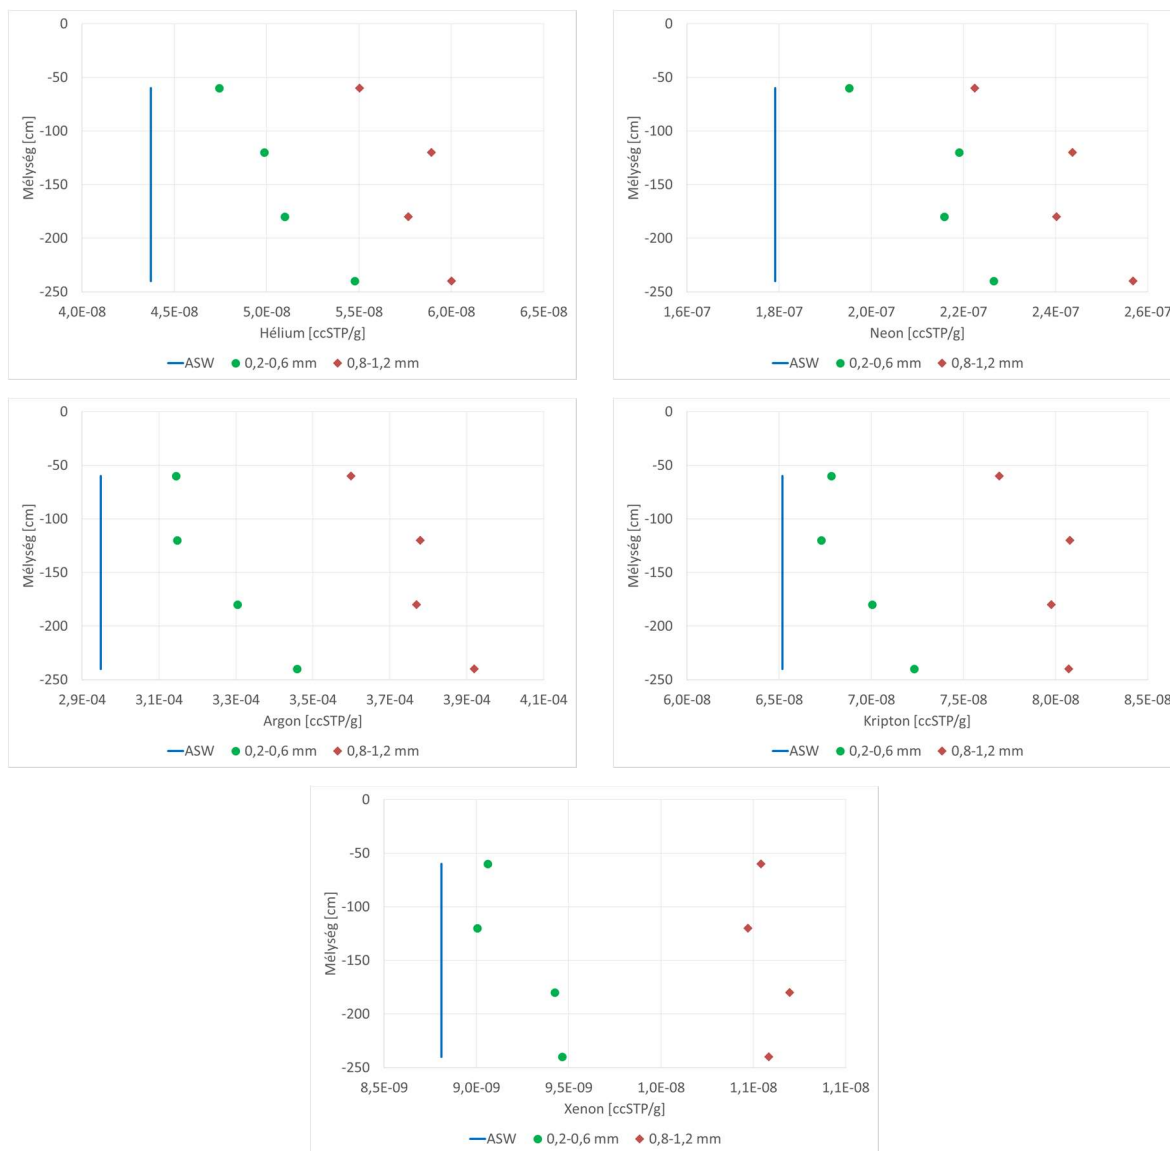 0
-50
-100
-150
-200
-250
Mélység [cm]
4,0E-08 4,5E-08 5,0E-08 5,5E-08 6,0E-08 6,5E-08
Hélium [ccSTP/g]
ASW 0,2-0,6 mm 0,8-1,2 mm
0
-50
-100
-150
-200
-250
Mélység [cm]
1,6E-07 1,8E-07 2,0E-07 2,2E-07 2,4E-07 2,6E-07
Neon [ccSTP/g]
ASW 0,2-0,6 mm 0,8-1,2 mm
0
-50
-100
-150
-200
-250
Mélység [cm]
2,9E-04 3,1E-04 3,3E-04 3,5E-04 3,7E-04 3,9E-04 4,1E-04
Argon [ccSTP/g]
ASW 0,2-0,6 mm 0,8-1,2 mm
0
-50
-100
-150
-200
-250
Mélység [cm]
6,0E-08 6,5E-08 7,0E-08 7,5E-08 8,0E-08 8,5E-08
Kripton [ccSTP/g]
ASW 0,2-0,6 mm 0,8-1,2 mm
0
-50
-100
-150
-200
-250
Mélység [cm]
8,5E-09 9,0E-09 9,5E-09 1,0E-08 1,1E-08 1,1E-08
Xenon [ccSTP/g]
ASW 0,2-0,6 mm 0,8-1,2 mm